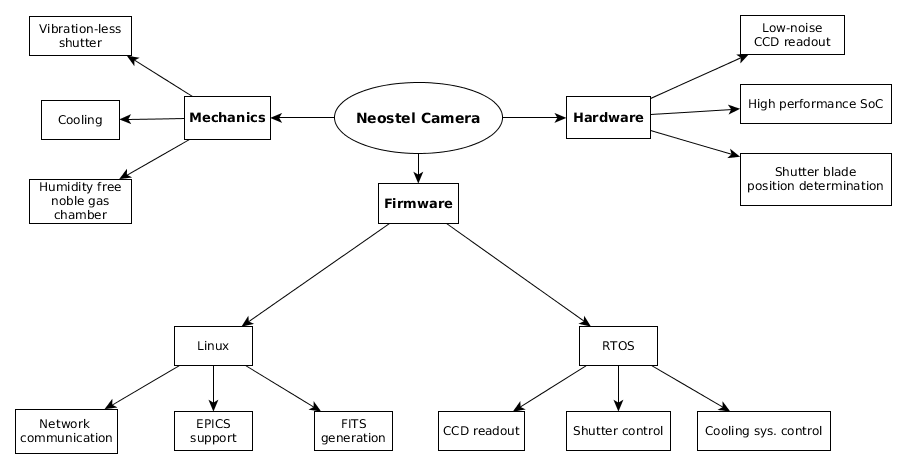 Vibration-less
shutter
Low-noise
CCD readout
Cooling
Mechanics
Neostel Camera
Hardware
High performance SoC
Humidity free
noble gas
chamber
Firmware
Shutter blade
position determination
Linux
RTOS
Network
communication
EPICS
support
FITS
generation
CCD readout
Shutter control
Cooling sys. control